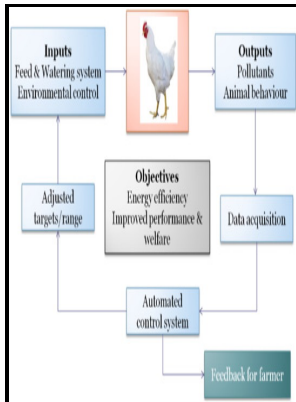 Inputs
Feed & Watering system
Environmental control
Outputs
Pollutants
Animal behaviour
Objectives
Energy efficiency
Improved performance &
welfare
Adjusted
targets/range
Data acquisition
Automated
control system
Feedback for farmer